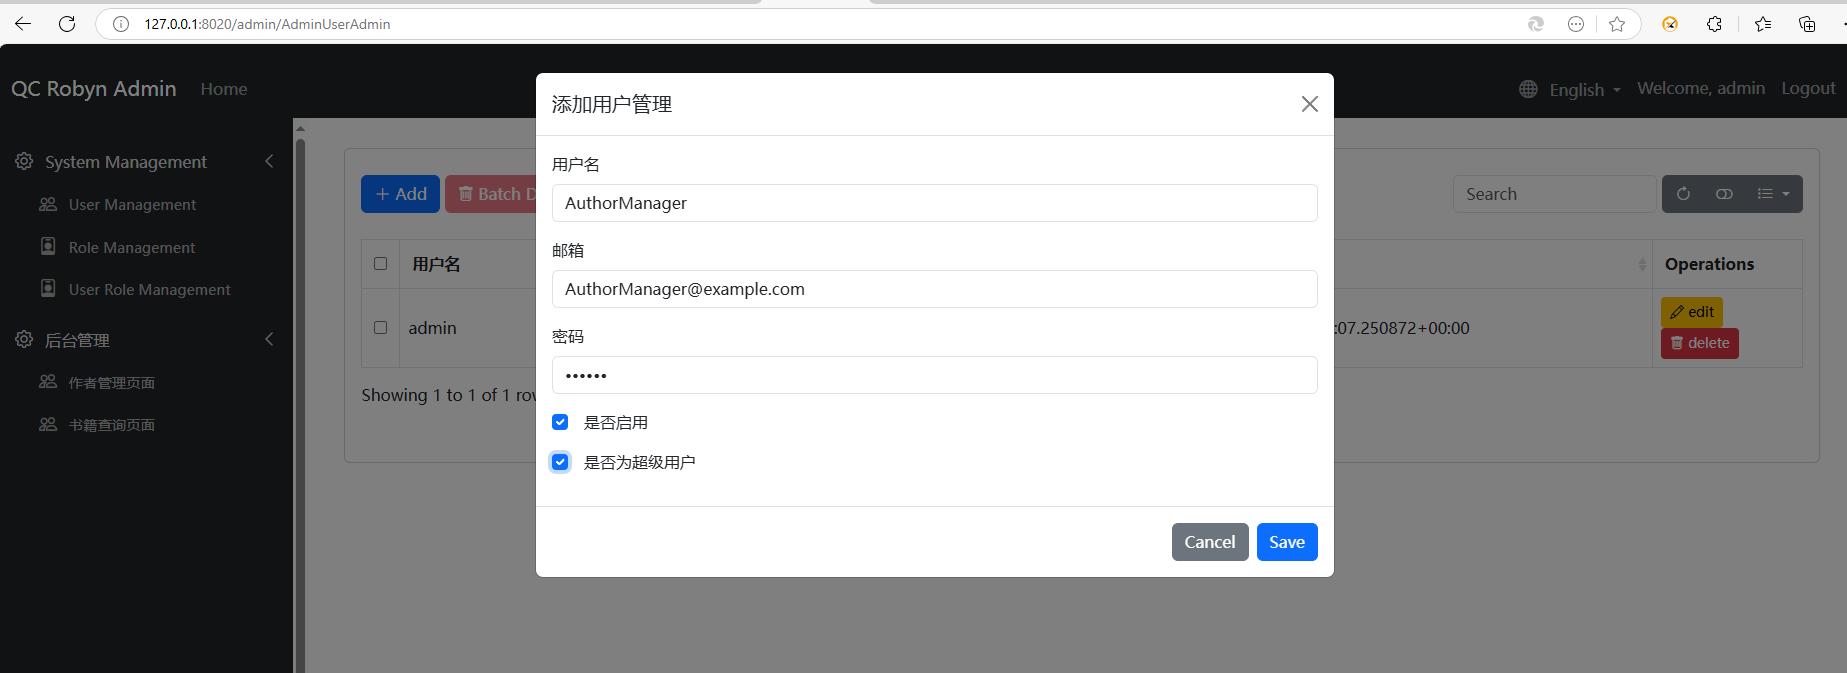 127.0.0.1:8020/admin/AdminUserAdmin
QC Robyn Admin Home
English Welcome, admin Logout
System Management
User Management
Role Management
User Role Management
后台管理
作者管理页面
书籍查询页面
Add Batch D
Search
用户名
Operations
admin
:07.250872+00:00
edit
delete
Showing 1 to 1 of 1 rov
添加用户管理
用户名
AuthorManager
邮箱
AuthorManager@example.com
密码
••••••
是否启用
是否为超级用户
Cancel Save